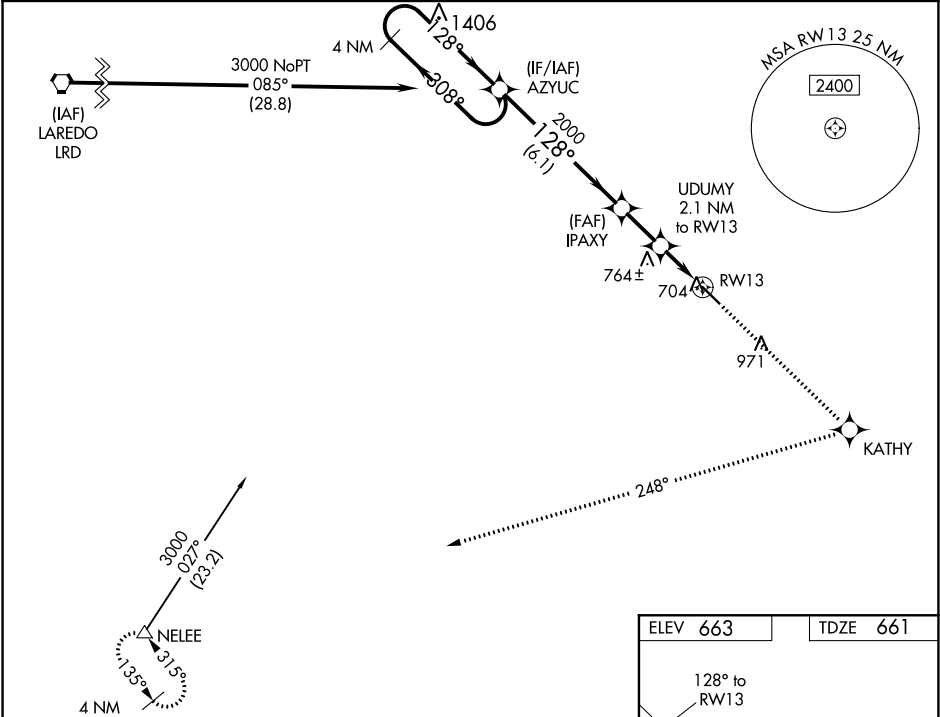 1406
4 NM
128°
308°
3000 NoPT
085°
(28.8)
(IAF)
LAREDO
LRD
(IF/IAF)
AZYUC
2000
128°
(6.1)
MSA RW13 25 NM
2400
(FAF)
IPAXY
UDUMY
2.1 NM
to RW13
764±
704
RW13
971
KATHY
248°
3000
027°
(23.2)
NELEE
135°
315°
4 NM
ELEV 663
TDZE 661
128° to
RW13